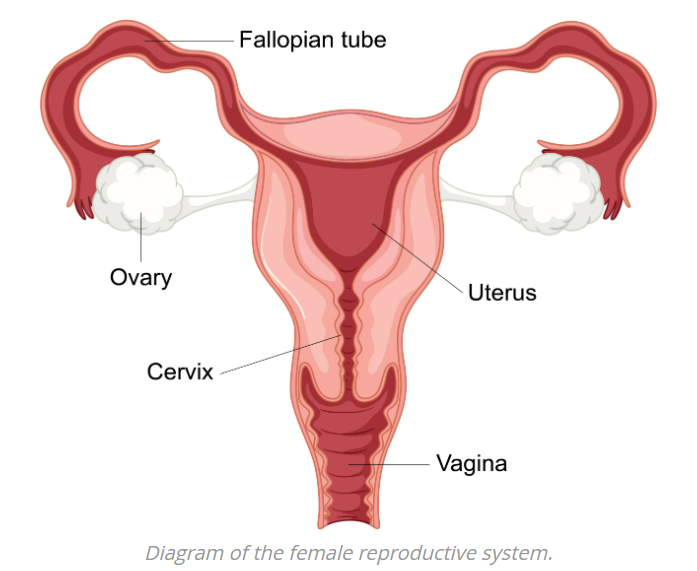 Fallopian tube
Ovary
Uterus
Cervix
Vagina
Diagram of the female reproductive system.